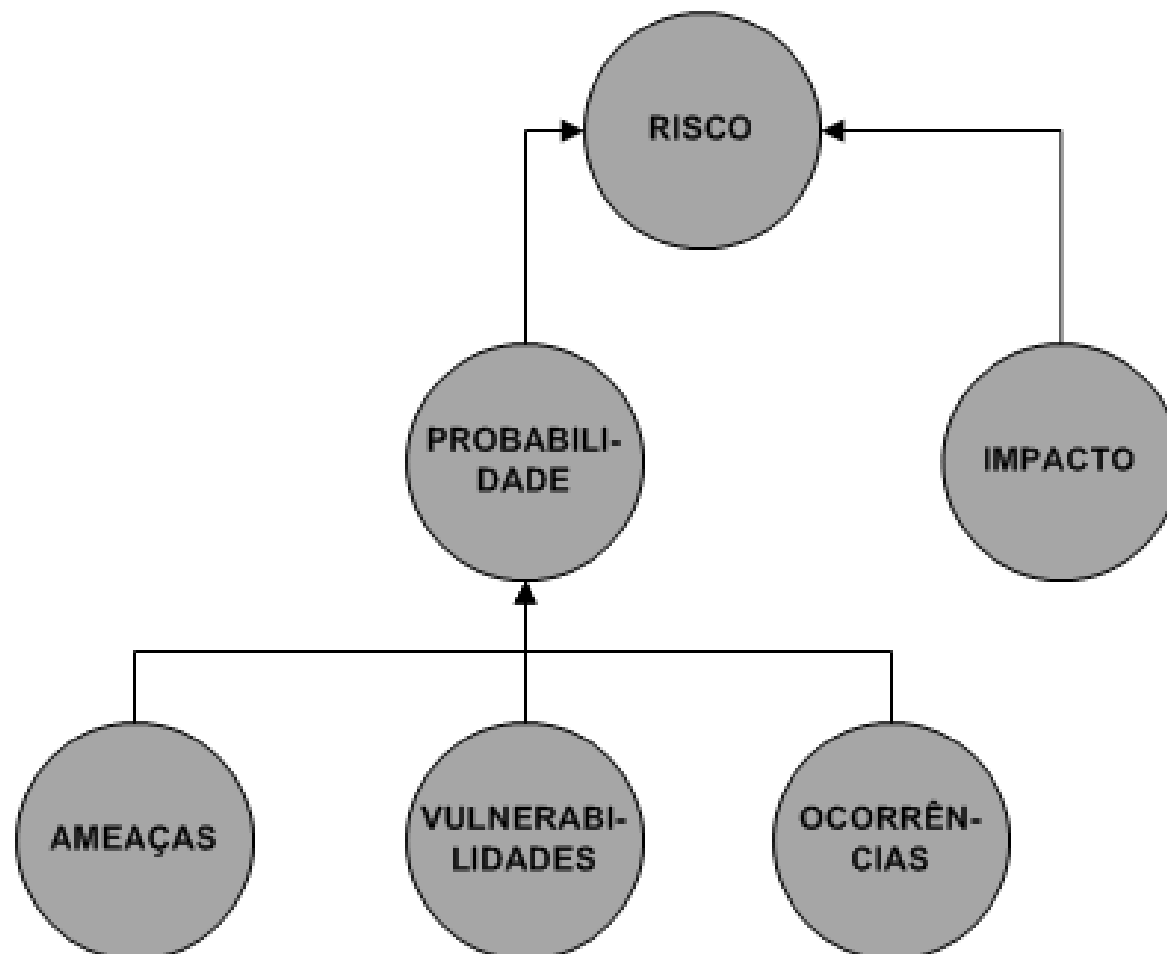 RISCO
PROBABILI-
DADE
IMPACTO
AMEAÇAS
VULNERABI-
LIDADES
OCORRÊN-
CIAS